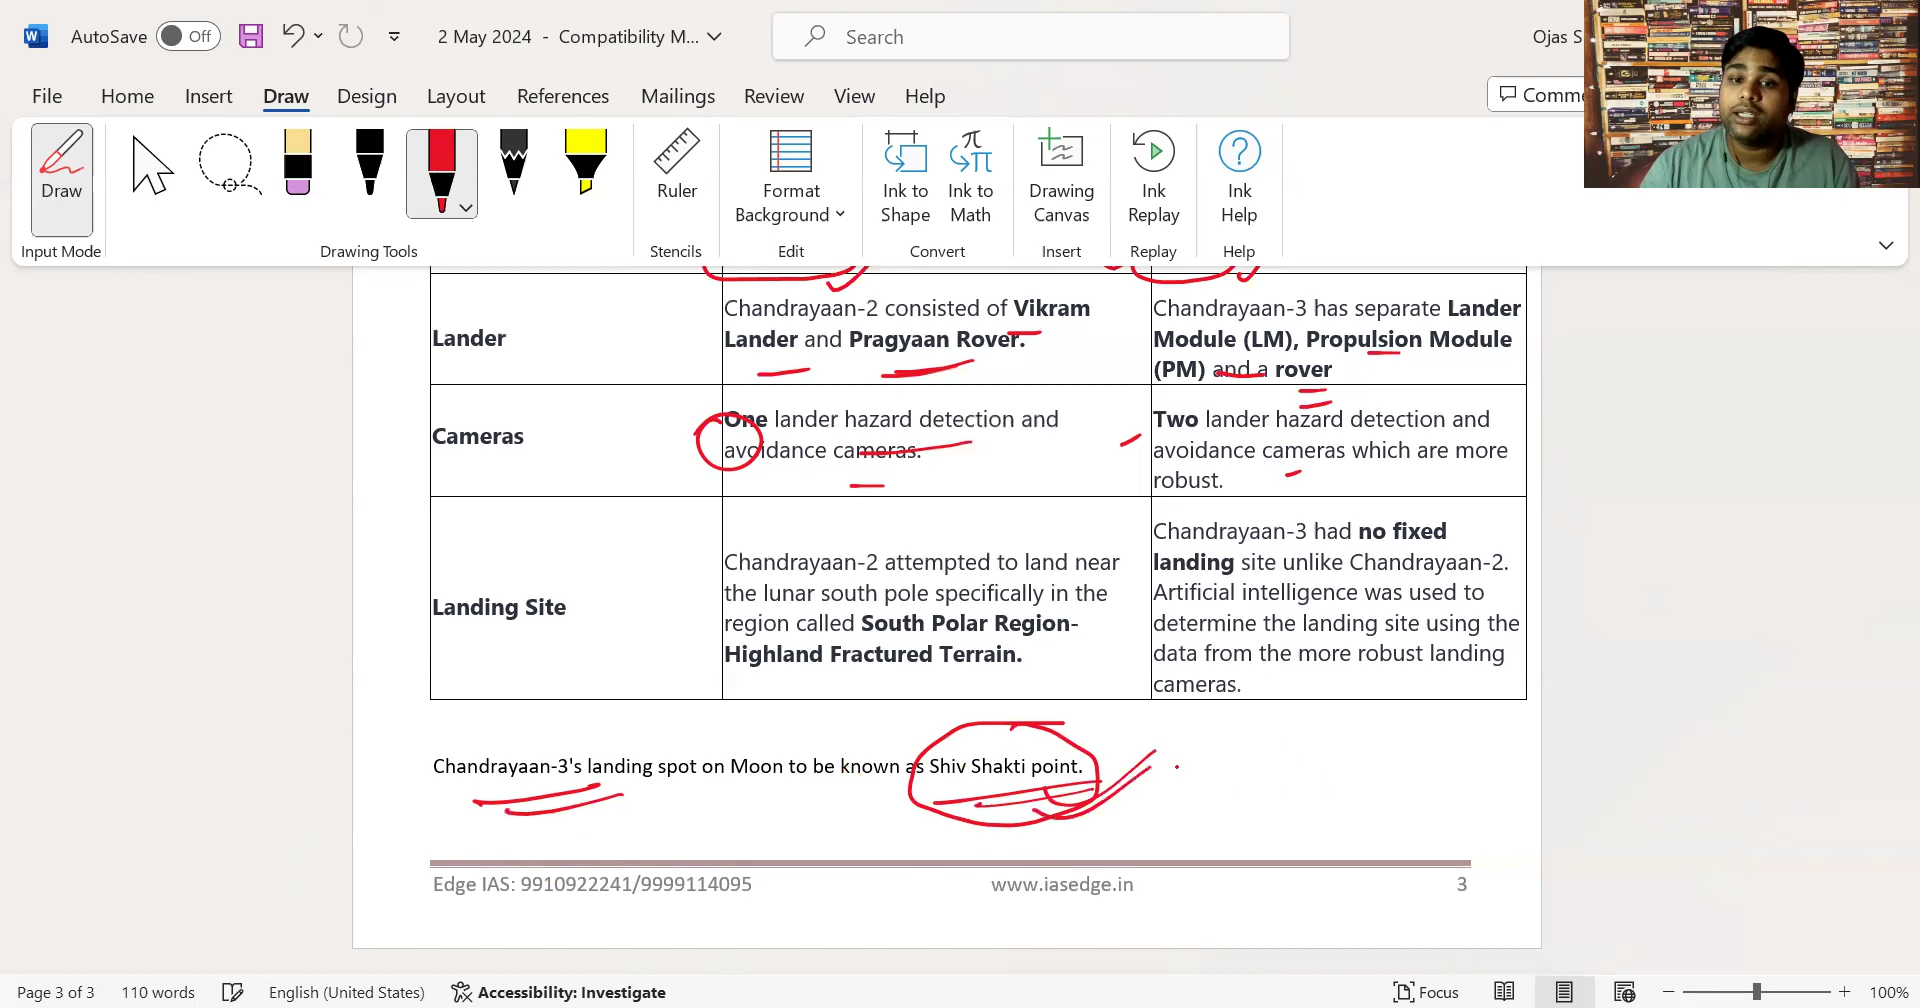 AutoSave Off 2 May 2024 - Compatibility M... Search Ojas S
File Home Insert Draw Design Layout References Mailings Review View Help Comme
Draw
Ruler
Format
Background
Ink to
Shape
Ink to
Math
Drawing
Canvas
Ink
Replay
Ink
Help
Input Mode Drawing Tools Stencils Edit Convert Insert Replay Help
Lander
Chandrayaan-2 consisted of Vikram
Lander and Pragyaan Rover.
Chandrayaan-3 has separate Lander
Module (LM), Propulsion Module
(PM) and a rover
Cameras
One lander hazard detection and
avoidance cameras.
Two lander hazard detection and
avoidance cameras which are more
robust.
Landing Site
Chandrayaan-2 attempted to land near
the lunar south pole specifically in the
region called South Polar Region-
Highland Fractured Terrain.
Chandrayaan-3 had no fixed
landing site unlike Chandrayaan-2.
Artificial intelligence was used to
determine the landing site using the
data from the more robust landing
cameras.
Chandrayaan-3's landing spot on Moon to be known as Shiv Shakti point.
Edge IAS: 9910922241/9999114095 www.iasedge.in 3
Page 3 of 3 110 words English (United States) Accessibility: Investigate Focus 100%